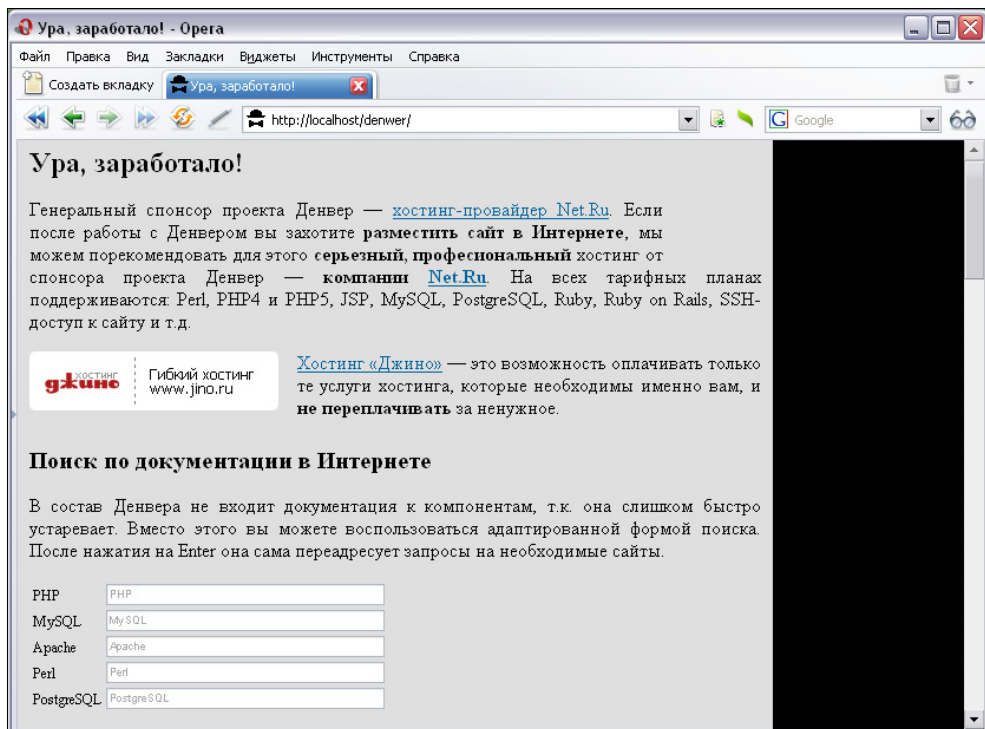 Ура, заработало! - Opera
Файл Правка Вид Закладки Виджеты Инструменты Справка
Создать вкладку Ура, заработало!
http://localhost/denwer/ G Google
Ура, заработало!
Генеральный спонсор проекта Денвер — хостинг-провайдер Net.Ru. Если
после работы с Денвером вы захотите разместить сайт в Интернете, мы
можем порекомендовать для этого серьезный, професиональный хостинг от
спонсора проекта Денвер — компании Net.Ru. На всех тарифных планах
поддерживаются: Perl, PHP4 и PHP5, JSP, MySQL, PostgreSQL, Ruby, Ruby on Rails, SSH-
доступ к сайту и т.д.
джино хостинг
Гибкий хостинг
www.jino.ru
Хостинг «Джино» — это возможность оплачивать только
те услуги хостинга, которые необходимы именно вам, и
не переплачивать за ненужное.
Поиск по документации в Интернете
В состав Денвера не входит документация к компонентам, т.к. она слишком быстро
устаревает. Вместо этого вы можете воспользоваться адаптированной формой поиска.
После нажатия на Enter она сама переадресует запросы на необходимые сайты.
PHP PHP
MySQL MySQL
Apache Apache
Perl Perl
PostgreSQL PostgreSQL